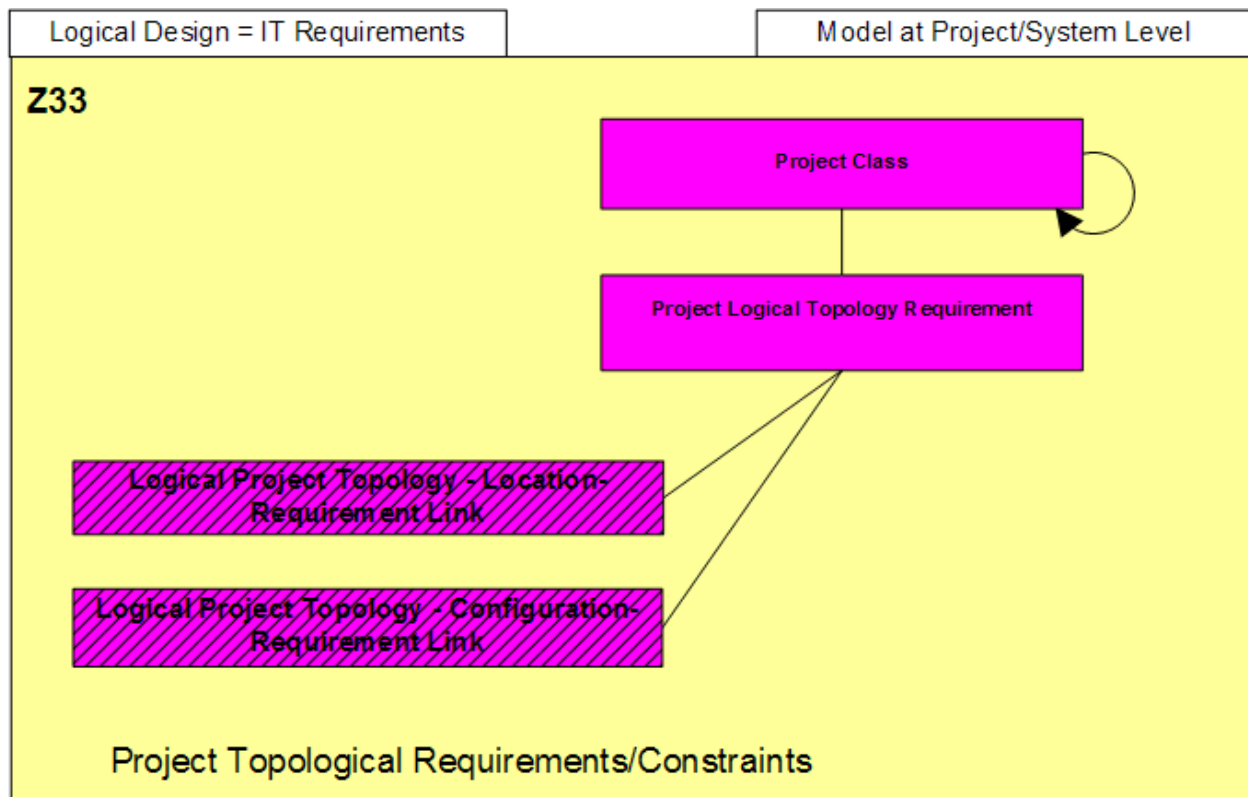 Logical Design = IT Requirements
Model at Project/System Level
Z33
Project Class
Project Logical Topology Requirement
Logical Project Topology - Location-
Requirement Link
Logical Project Topology - Configuration-
Requirement Link
Project Topological Requirements/Constraints